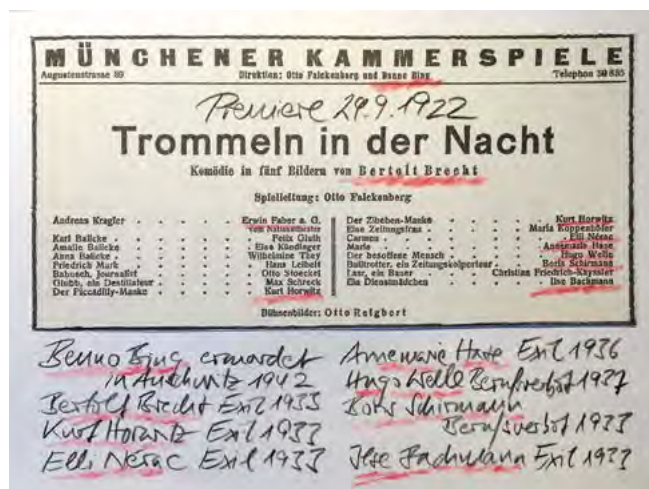 MÜNCHENER KAMMERSPIELE
Augustenstrasse 89 Direktion: Otto Falckenberg und Benno Bing Telephon 50 885
Premiere 29.9.1922
Trommeln in der Nacht
Komödie in fünf Bildern von Bertolt Brecht
Spielleitung: Otto Falckenberg
Andreas Kragler . . . . . Erwin Faber a. G. Der Zibeben-Manke . . . . . Kurt Horwitz
vom Nationaltheater Eine Zeitungsfrau . . . . . Maria Koppenhöfer
Karl Balicke . . . . . Felix Gluth Carmen . . . . . Elli Nérac
Amalie Balicke . . . . . Else Kündinger Marie . . . . . Annemarie Hase
Anna Balicke . . . . . Wilhelmine They Der besoffene Mensch . . . . . Hugo Welle
Friedrich Murk . . . . . Hans Leibelt Bulltrotter, ein Zeitungskolporteur . Boris Schirmann
Babusch, Journalist . . . . . Otto Stoeckel Laar, ein Bauer . . Christian Friedrich-Kayssler
Glubb, ein Destillateur . . . . . Max Schreck Ein Dienstmädchen . . . . . Ilse Bachmann
Der Piccadilly-Manke . . . . . Kurt Horwitz
Bühnenbilder: Otto Reigbert
Benno Bing ermordet
in Auschwitz 1942
Bertolt Brecht Exil 1933
Kurt Horwitz Exil 1933
Elli Nérac Exil 1933
Annemarie Hase Exil 1936
Hugo Welle Berufsverbot 1937
Boris Schirmann
Berufsverbot 1933
Ilse Bachmann Exil 1933